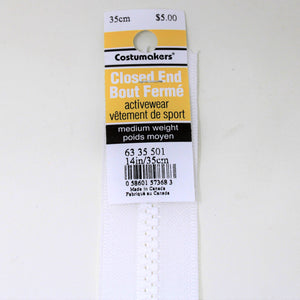 35cm $5.00
Costumakers®
Closed End
Bout Fermé
activewear
vêtement de sport
medium weight
poids moyen
63 35 501
14in/35cm
0 58601 57368 3
Made in Canada
Fabriqué au Canada